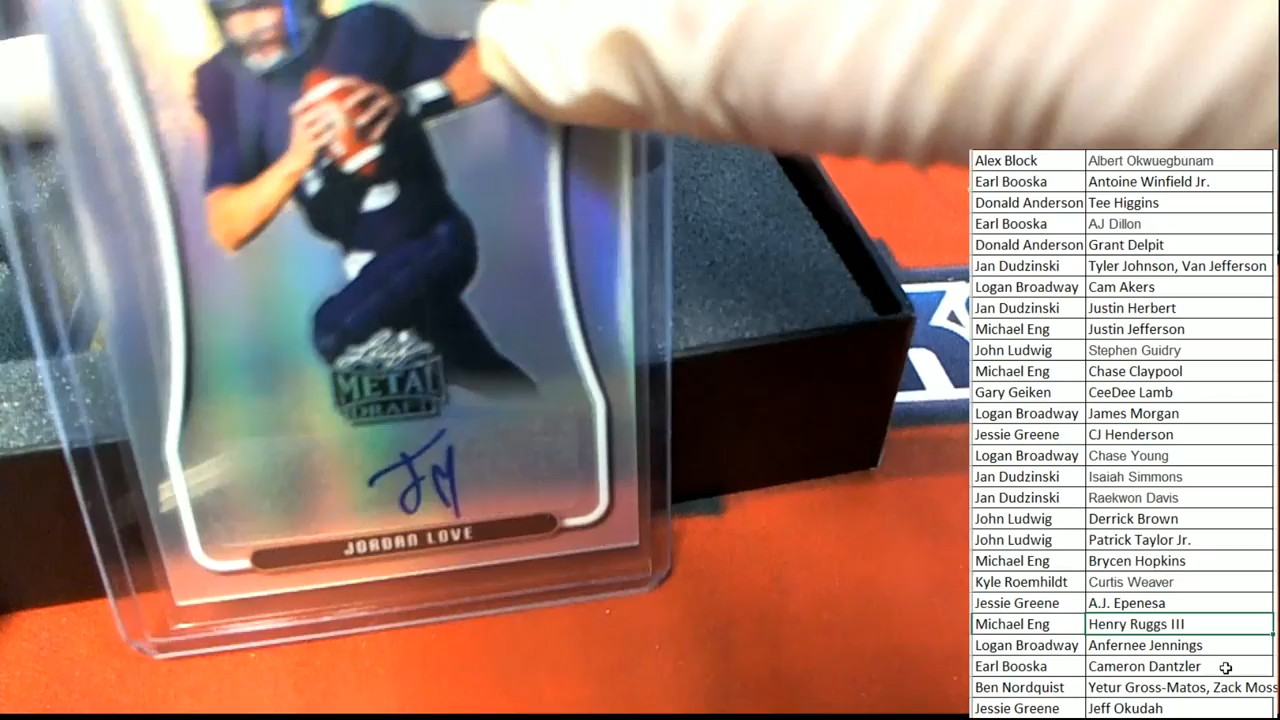 METAL
DRAFT
JORDAN LOVE
Alex Block Albert Okwuegbunam
Earl Booska Antoine Winfield Jr.
Donald Anderson Tee Higgins
Earl Booska AJ Dillon
Donald Anderson Grant Delpit
Jan Dudzinski Tyler Johnson, Van Jefferson
Logan Broadway Cam Akers
Jan Dudzinski Justin Herbert
Michael Eng Justin Jefferson
John Ludwig Stephen Guidry
Michael Eng Chase Claypool
Gary Geiken CeeDee Lamb
Logan Broadway James Morgan
Jessie Greene CJ Henderson
Logan Broadway Chase Young
Jan Dudzinski Isaiah Simmons
Jan Dudzinski Raekwon Davis
John Ludwig Derrick Brown
John Ludwig Patrick Taylor Jr.
Michael Eng Brycen Hopkins
Kyle Roemhildt Curtis Weaver
Jessie Greene A.J. Epenesa
Michael Eng Henry Ruggs III
Logan Broadway Anfernee Jennings
Earl Booska Cameron Dantzler
Ben Nordquist Yetur Gross-Matos, Zack Moss
Jessie Greene Jeff Okudah